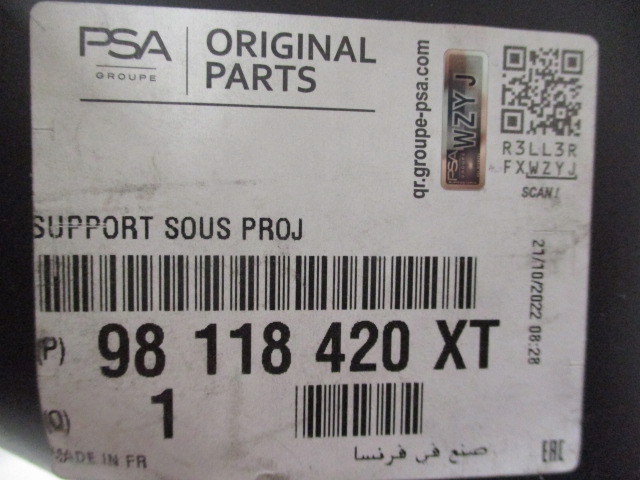 PSA
GROUPE
ORIGINAL
PARTS
qr.groupe-psa.com
PSA
WZYJ
R3LL3R
FXWZYJ
SCAN!
SUPPORT SOUS PROJ
21/10/2022 08:28
(P) 98 118 420 XT
(Q) 1
MADE IN FR
صنع في فرنسا
EAC